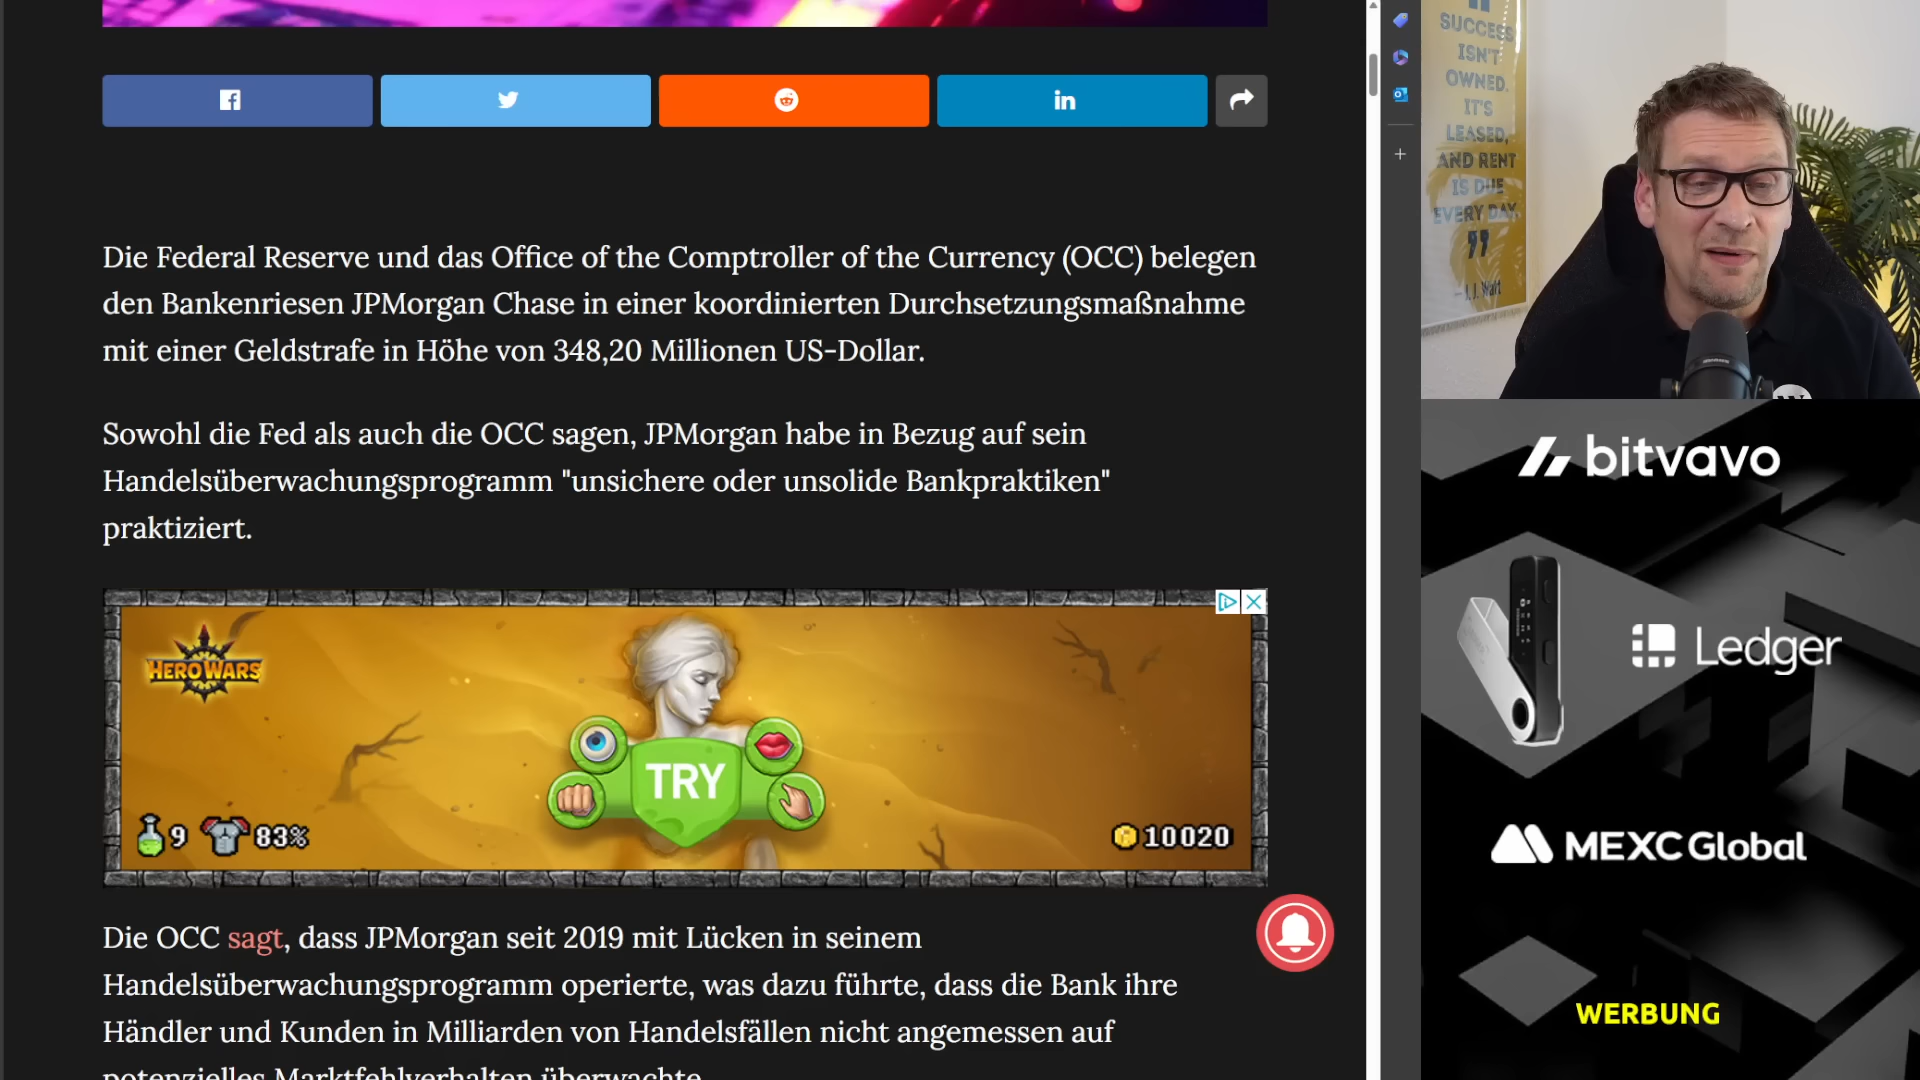 Die Federal Reserve und das Office of the Comptroller of the Currency (OCC) belegen
den Bankenriesen JPMorgan Chase in einer koordinierten Durchsetzungsmaßnahme
mit einer Geldstrafe in Höhe von 348,20 Millionen US-Dollar.
Sowohl die Fed als auch die OCC sagen, JPMorgan habe in Bezug auf sein
Handelsüberwachungsprogramm "unsichere oder unsolide Bankpraktiken"
praktiziert.
HERO WARS
TRY
9
83%
10020
Die OCC sagt, dass JPMorgan seit 2019 mit Lücken in seinem
Handelsüberwachungsprogramm operierte, was dazu führte, dass die Bank ihre
Händler und Kunden in Milliarden von Handelsfällen nicht angemessen auf
potenzielles Marktfehlverhalten überwachte.
SUCCESS
ISN'T
OWNED.
IT'S
LEASED,
AND RENT
IS DUE
EVERY DAY.
– J.J. Watt
bitvavo
Ledger
MEXC Global
WERBUNG